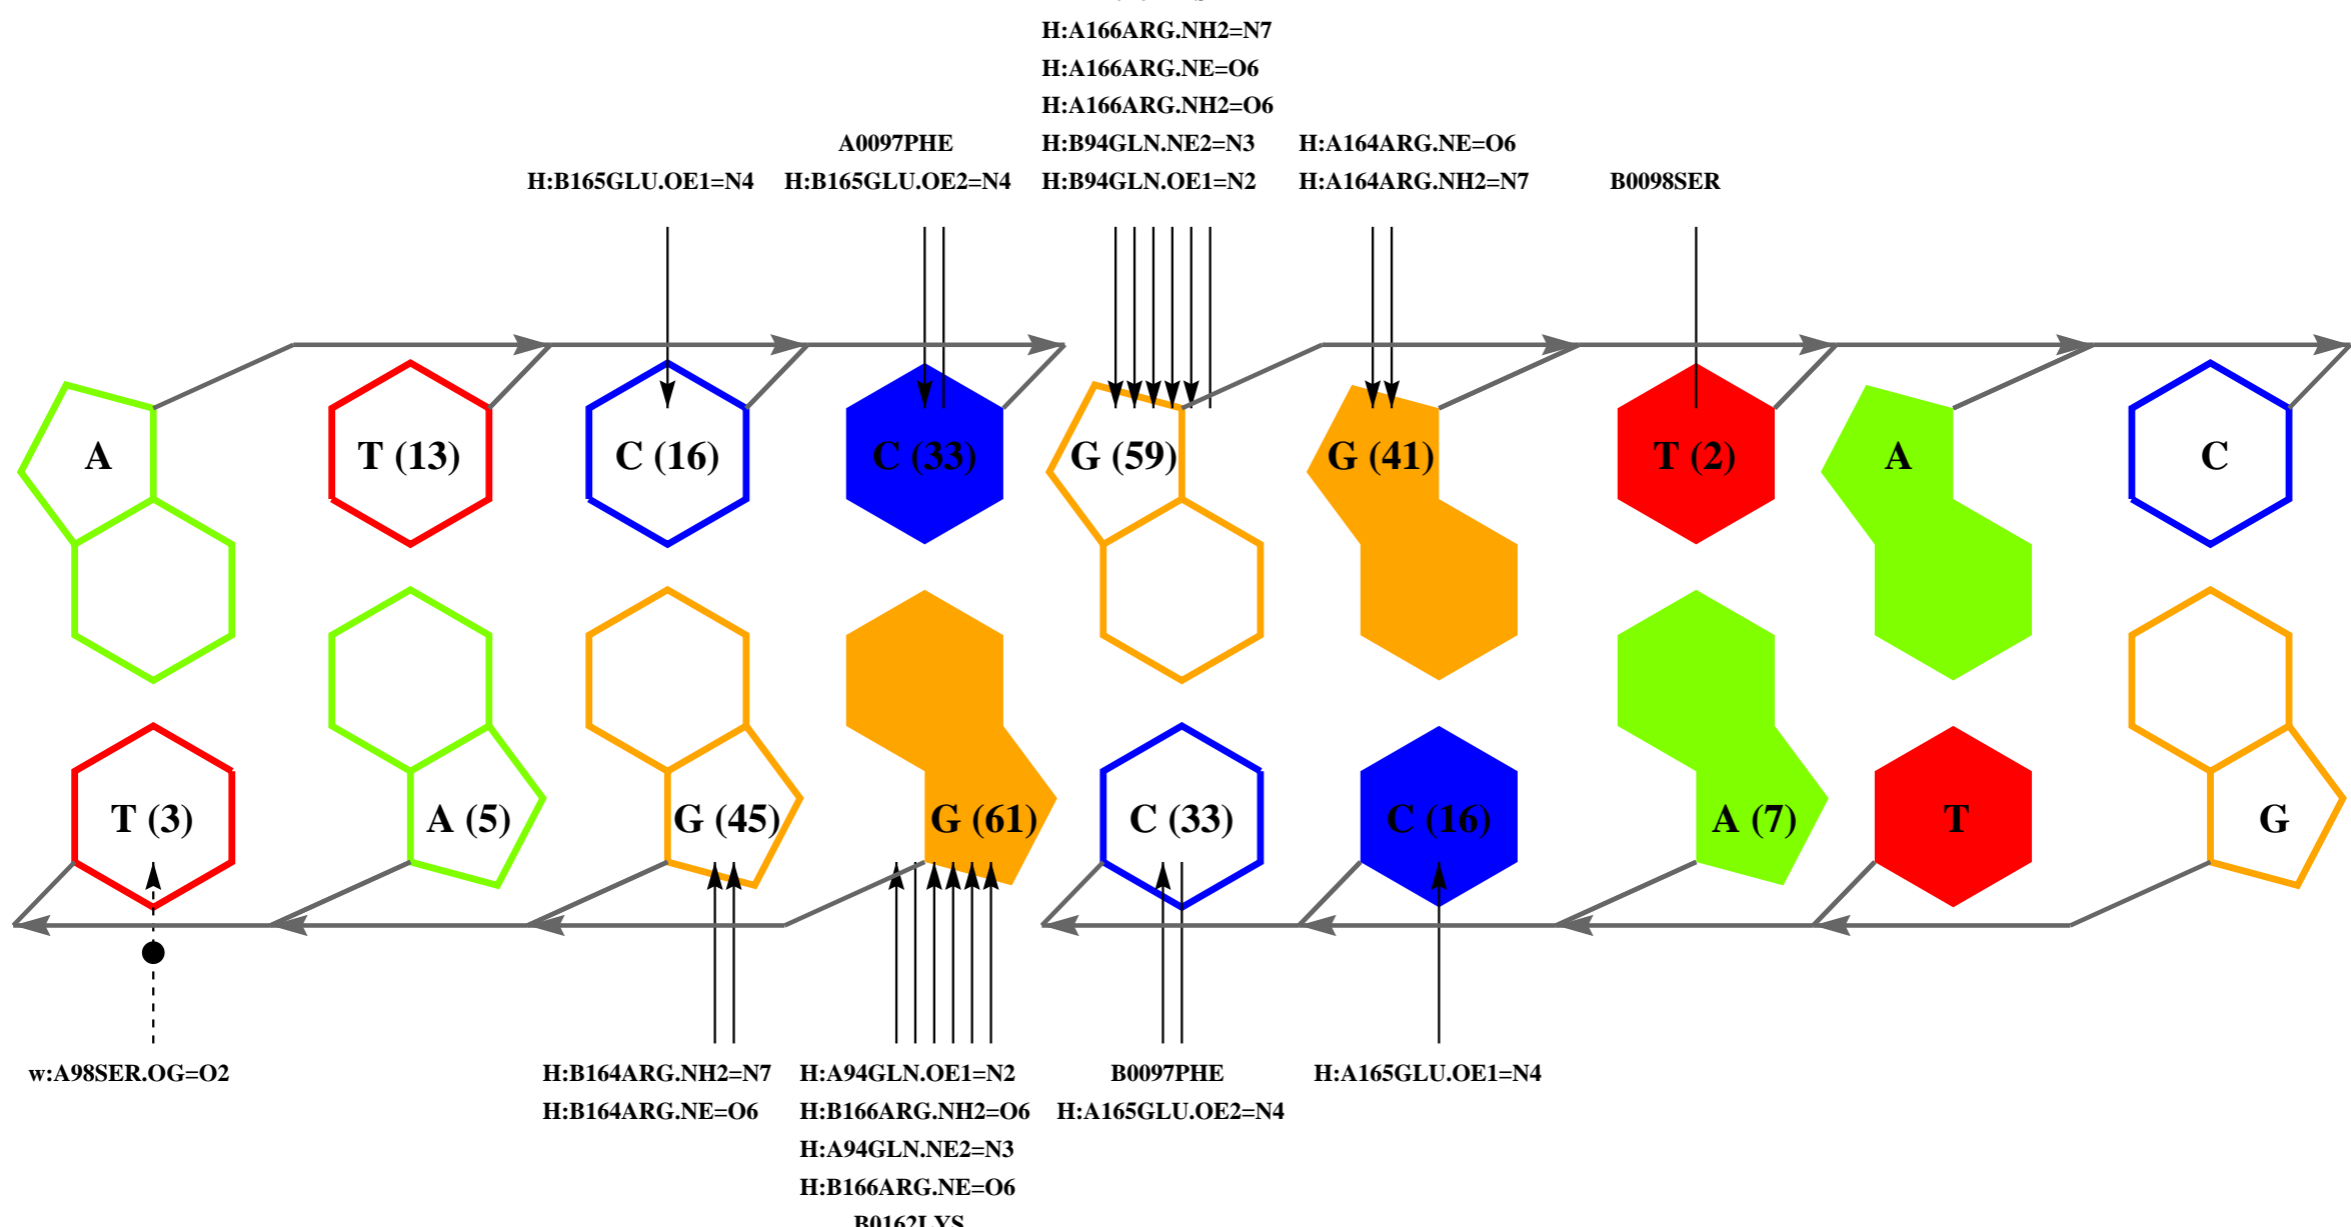 H:A166ARG.NH2=N7
H:A166ARG.NE=O6
H:A166ARG.NH2=O6
A0097PHE H:B94GLN.NE2=N3 H:A164ARG.NE=O6
H:B165GLU.OE1=N4 H:B165GLU.OE2=N4 H:B94GLN.OE1=N2 H:A164ARG.NH2=N7 B0098SER
A T (13) C (16) C (33) G (59) G (41) T (2) A C
T (3) A (5) G (45) G (61) C (33) C (16) A (7) T G
w:A98SER.OG=O2 H:B164ARG.NH2=N7 H:A94GLN.OE1=N2 B0097PHE H:A165GLU.OE1=N4
H:B164ARG.NE=O6 H:B166ARG.NH2=O6 H:A165GLU.OE2=N4
H:A94GLN.NE2=N3
H:B166ARG.NE=O6
B0162LYS